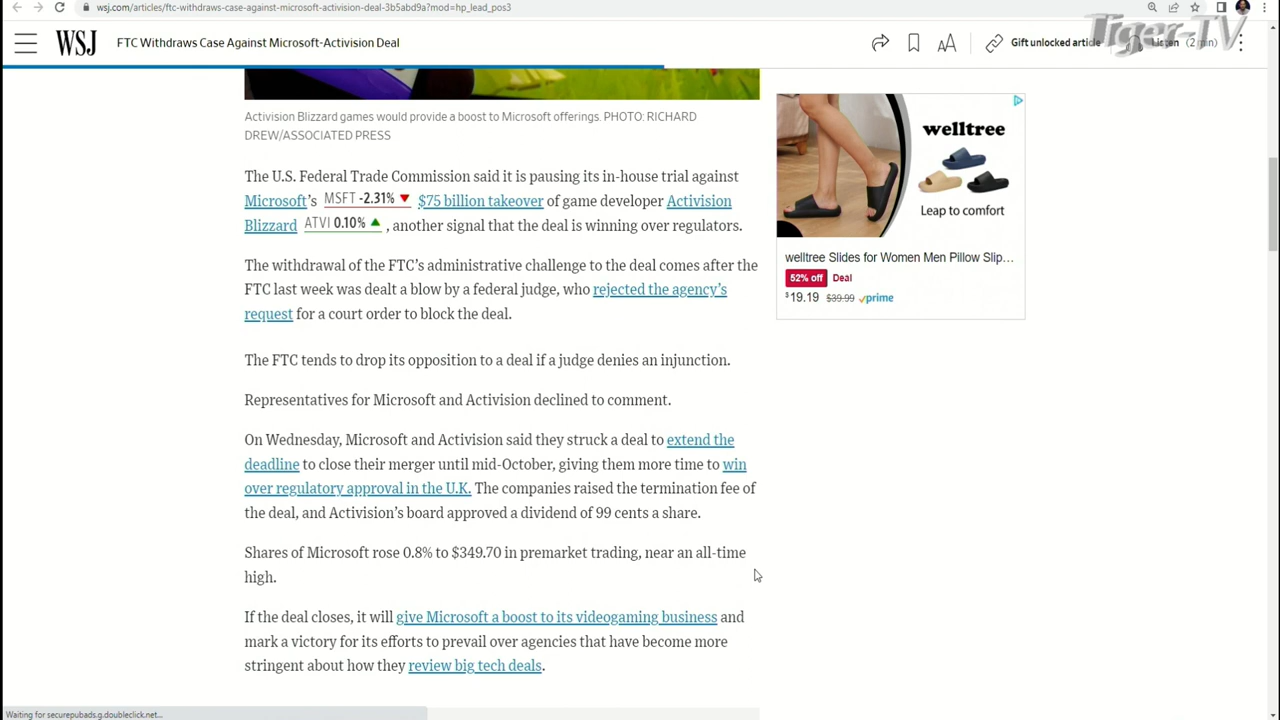 wsj.com/articles/ftc-withdraws-case-against-microsoft-activision-deal-3b5abd9a?mod=hp_lead_pos3
Tiger-TV
WSJ
FTC Withdraws Case Against Microsoft-Activision Deal
Gift unlocked article
Listen (2 min)
Activision Blizzard games would provide a boost to Microsoft offerings. PHOTO: RICHARD
DREW/ASSOCIATED PRESS
The U.S. Federal Trade Commission said it is pausing its in-house trial against
Microsoft's MSFT -2.31% ▼ $75 billion takeover of game developer Activision
Blizzard ATVI 0.10% ▲ , another signal that the deal is winning over regulators.
The withdrawal of the FTC's administrative challenge to the deal comes after the
FTC last week was dealt a blow by a federal judge, who rejected the agency's
request for a court order to block the deal.
The FTC tends to drop its opposition to a deal if a judge denies an injunction.
Representatives for Microsoft and Activision declined to comment.
On Wednesday, Microsoft and Activision said they struck a deal to extend the
deadline to close their merger until mid-October, giving them more time to win
over regulatory approval in the U.K. The companies raised the termination fee of
the deal, and Activision's board approved a dividend of 99 cents a share.
Shares of Microsoft rose 0.8% to $349.70 in premarket trading, near an all-time
high.
If the deal closes, it will give Microsoft a boost to its videogaming business and
mark a victory for its efforts to prevail over agencies that have become more
stringent about how they review big tech deals.
welltree
Leap to comfort
welltree Slides for Women Men Pillow Slip...
52% off Deal
$19.19 $39.99 prime
Waiting for securepubads.g.doubleclick.net...